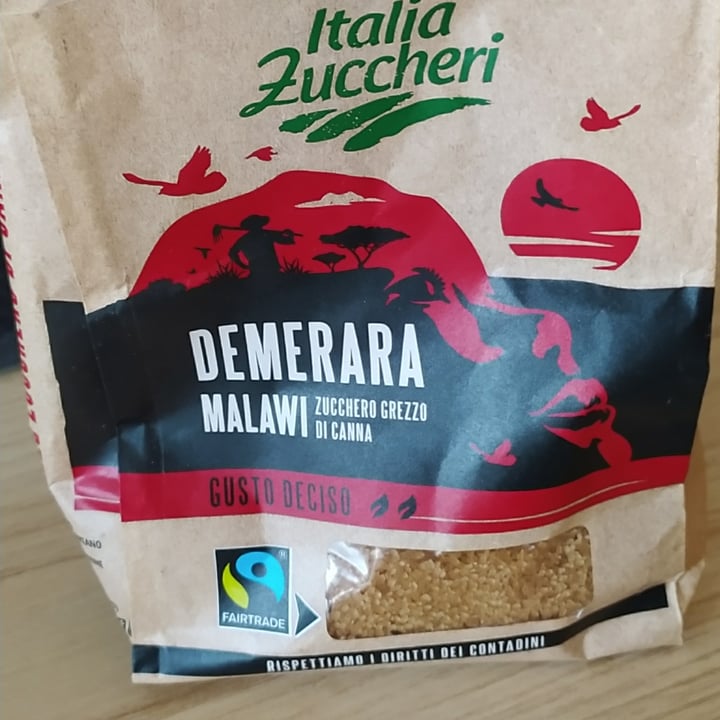 Italia
Zuccheri
DEMERARA
MALAWI
ZUCCHERO GREZZO
DI CANNA
GUSTO DECISO
FAIRTRADE
RISPETTIAMO I DIRITTI DEI CONTADINI